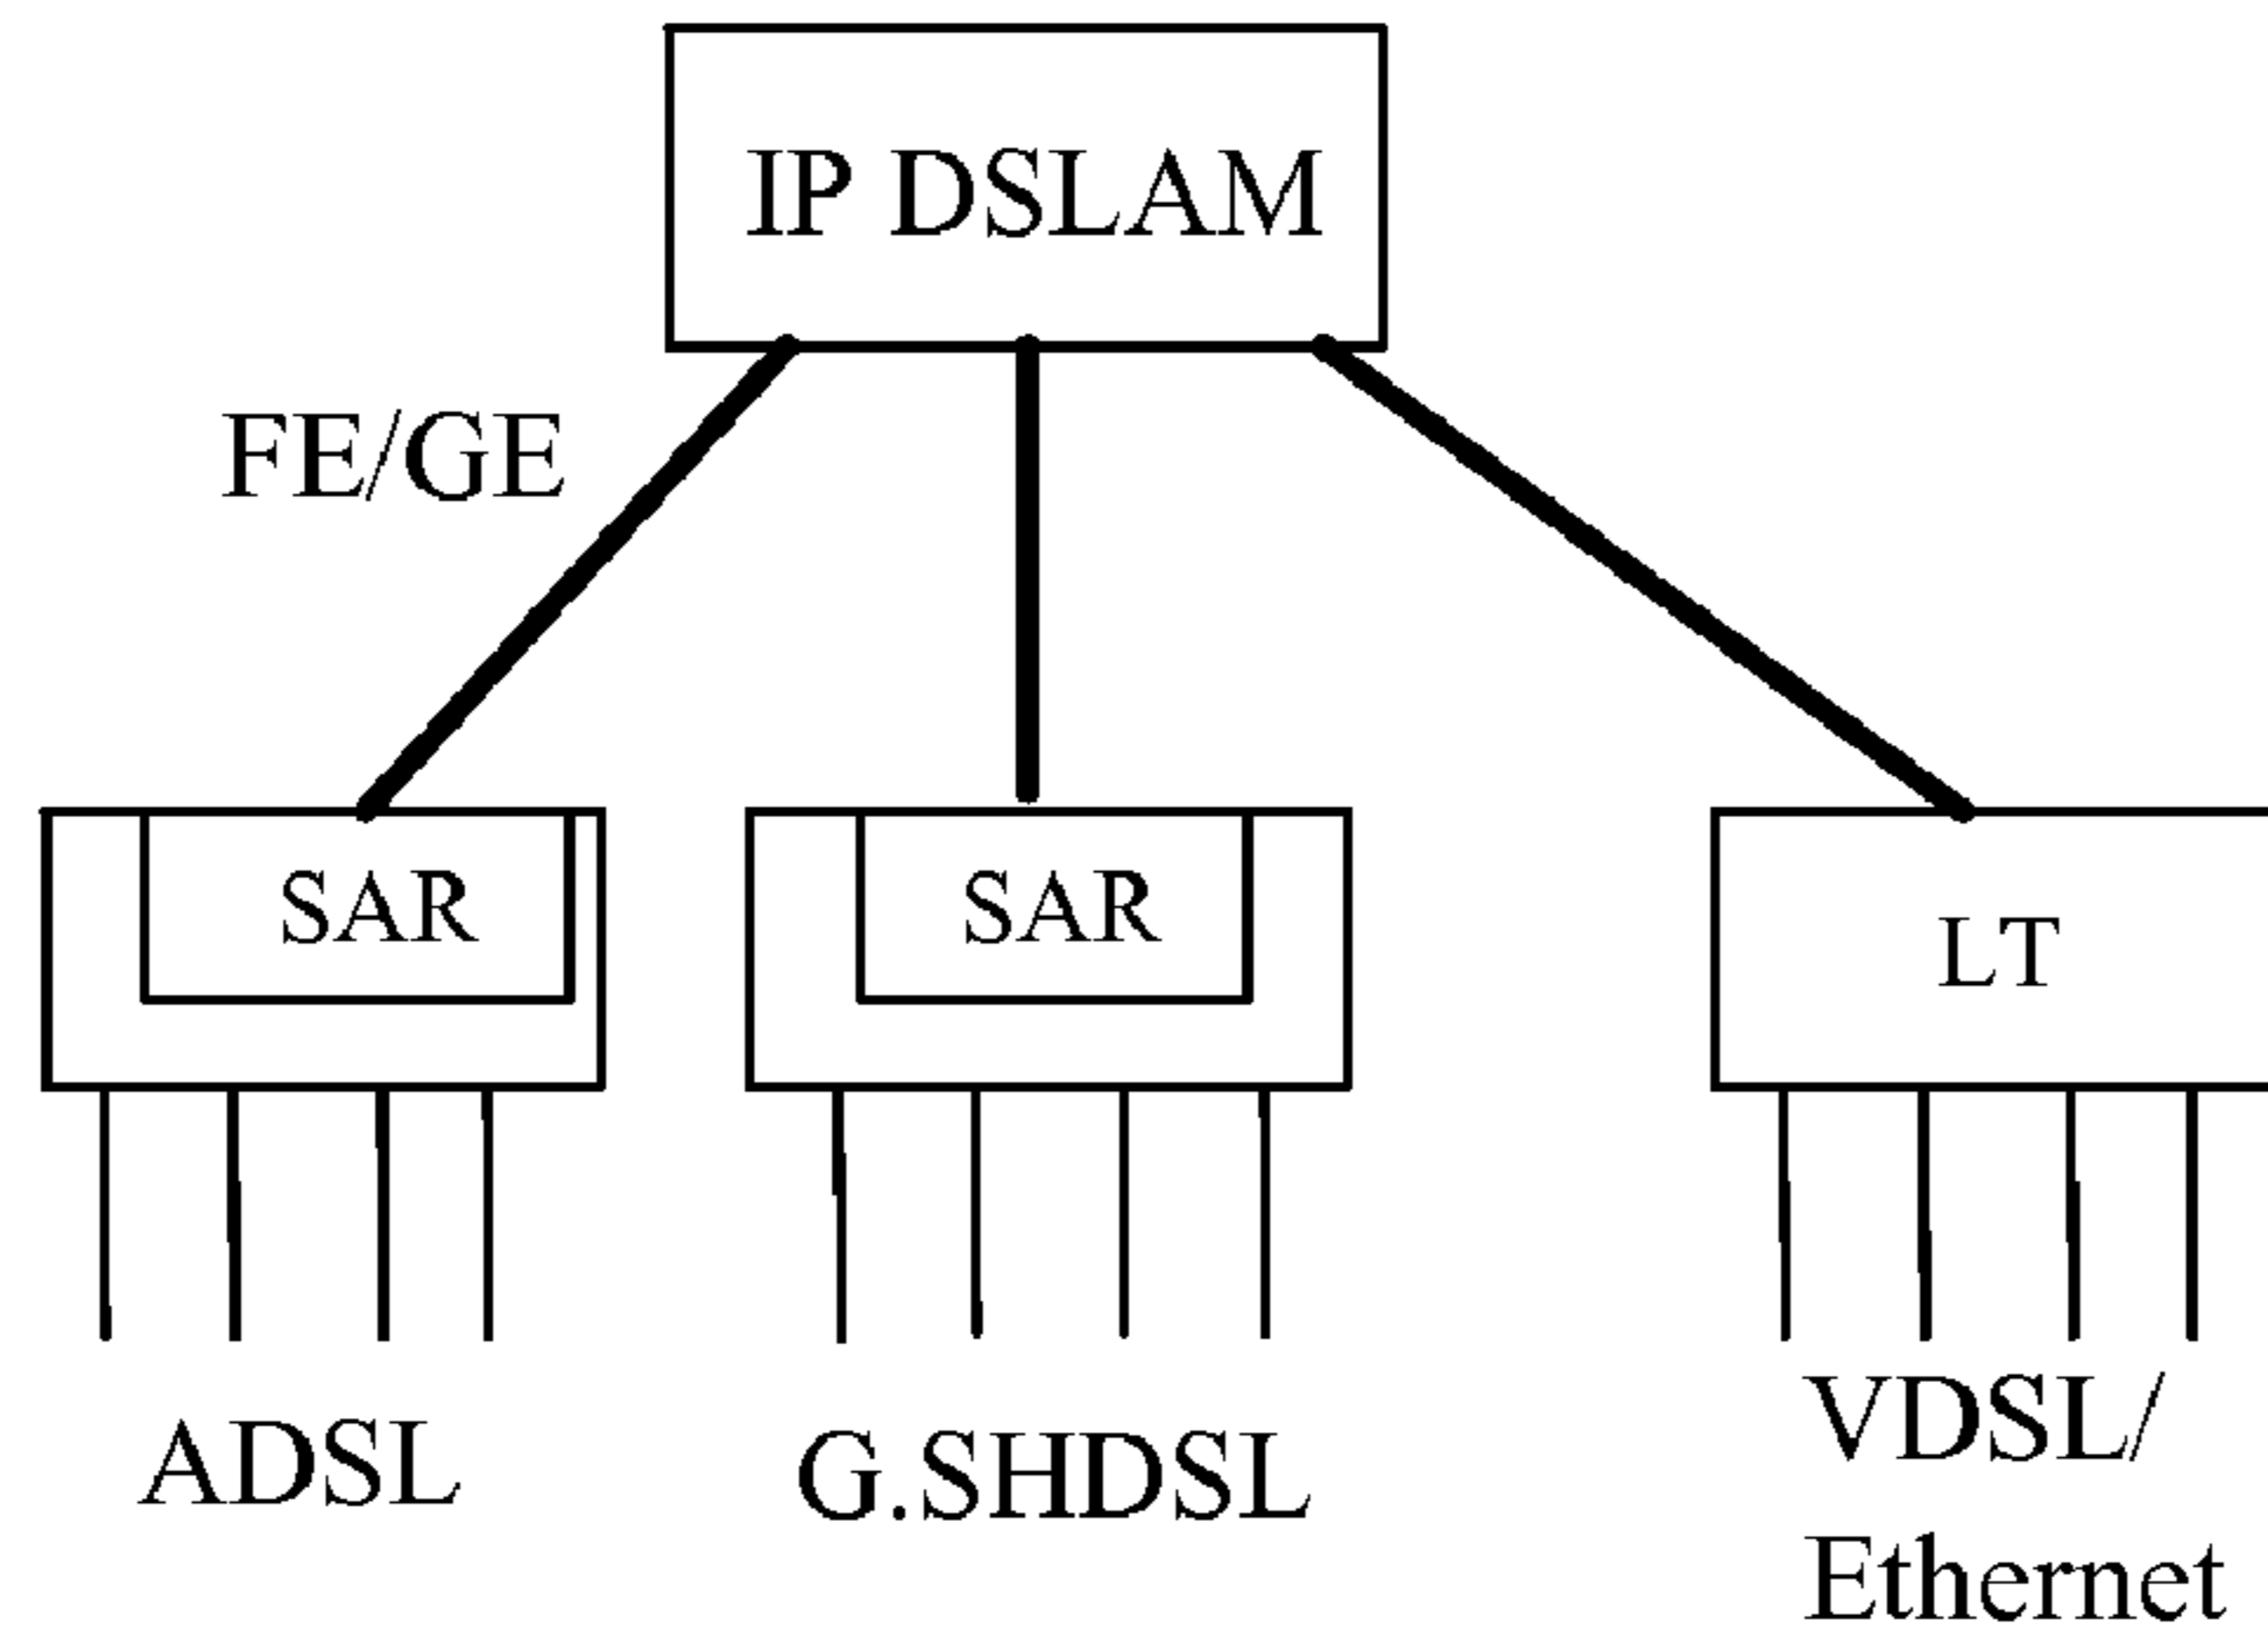 IP DSLAM
FE/GE
SAR
SAR
LT
ADSL
G.SHDSL
VDSL/
Ethernet